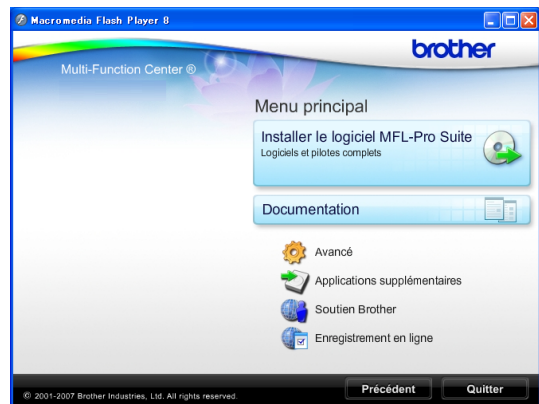 Macromedia Flash Player 8
brother
Multi-Function Center ®
Menu principal
Installer le logiciel MFL-Pro Suite
Logiciels et pilotes complets
Documentation
Avancé
Applications supplémentaires
Soutien Brother
Enregistrement en ligne
© 2001-2007 Brother Industries, Ltd. All rights reserved.
Précédent
Quitter